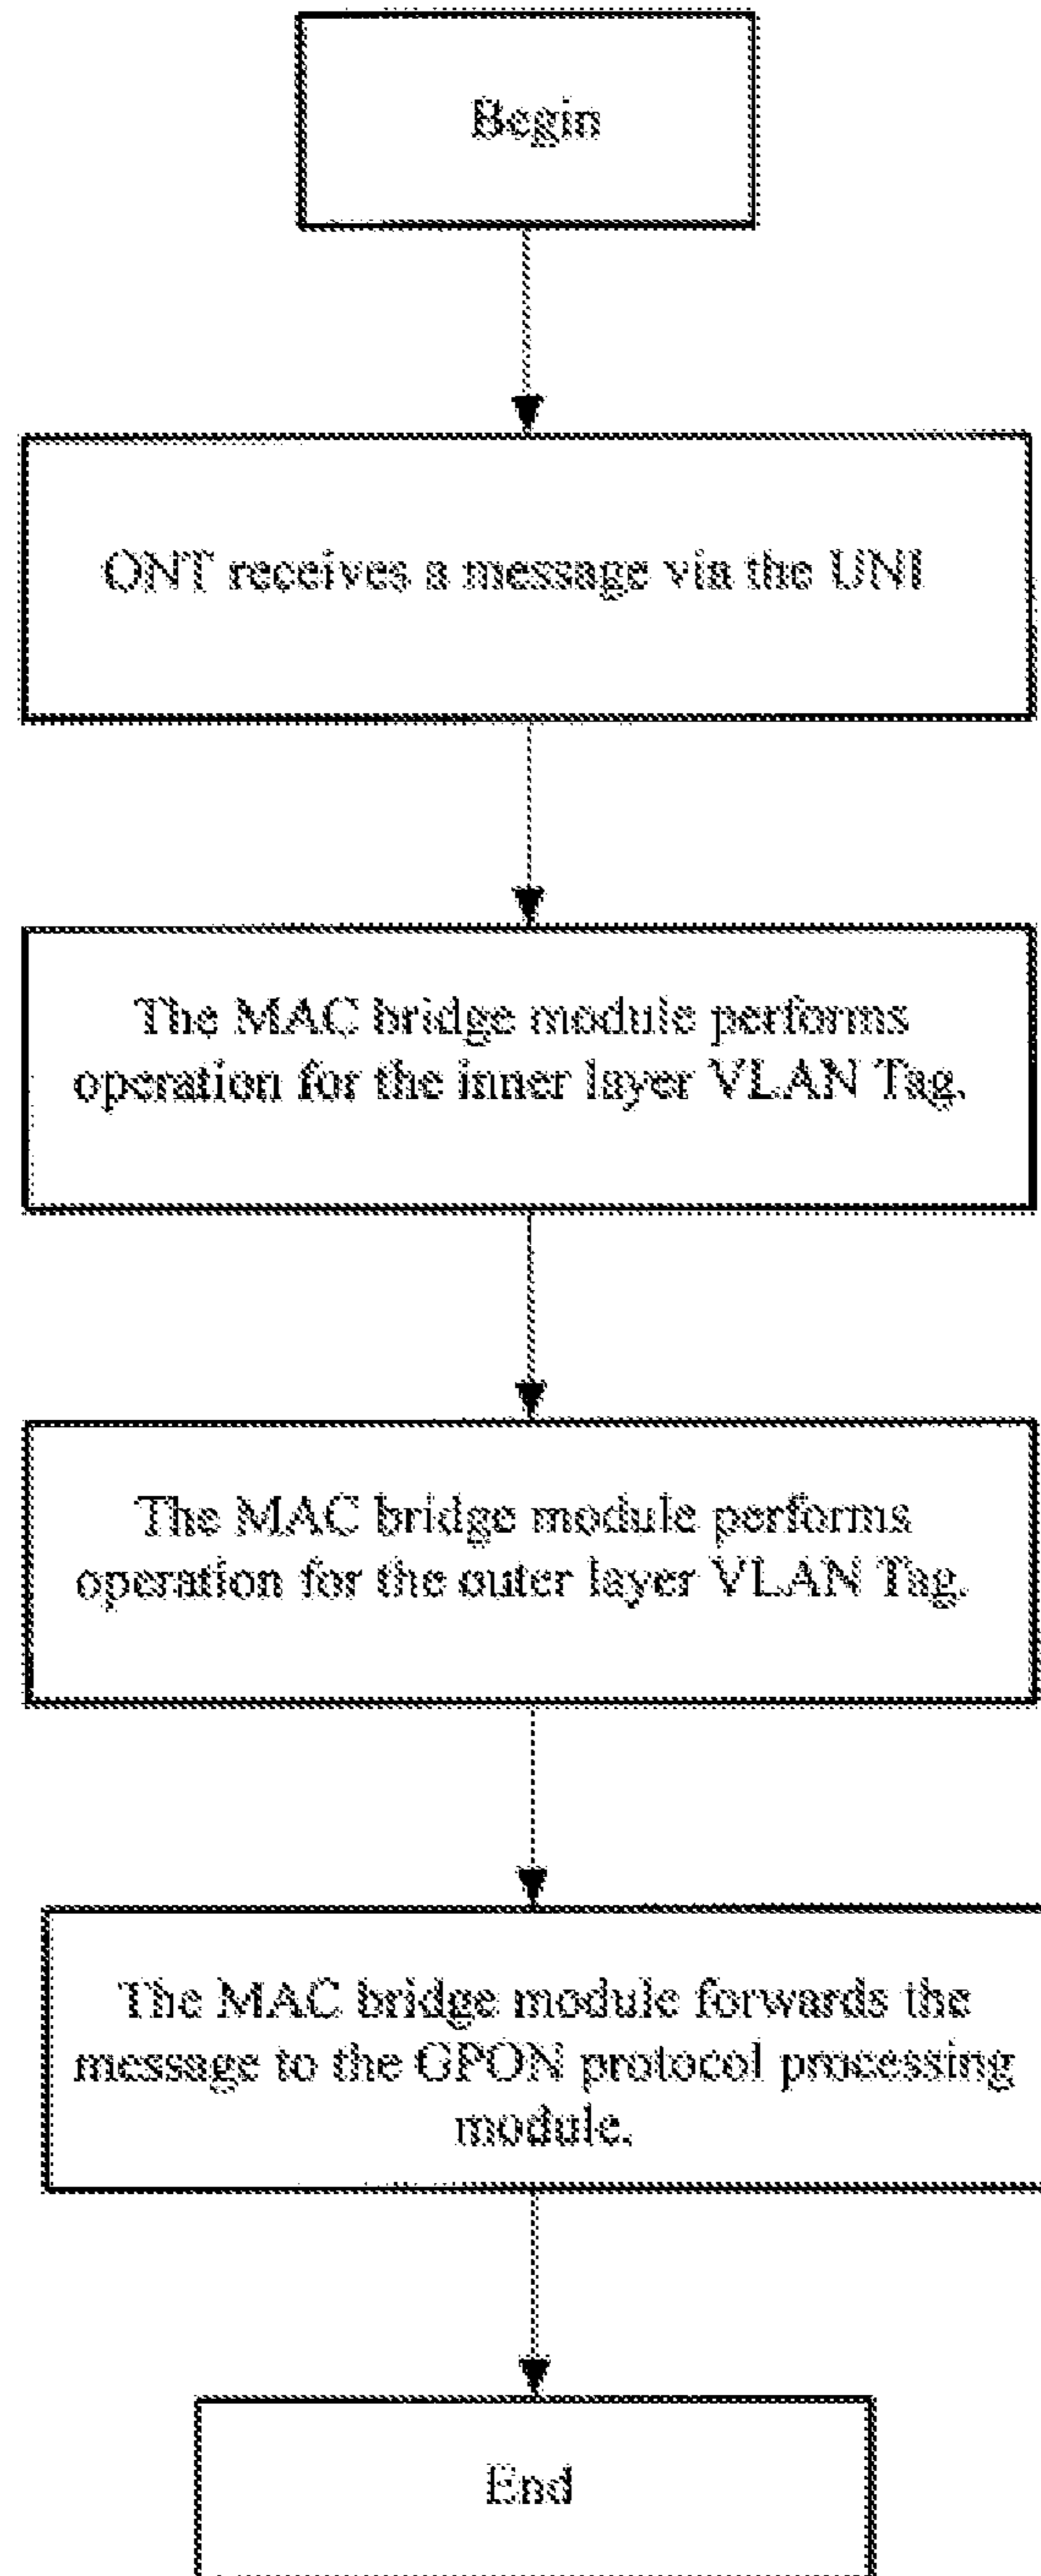 Begin
ONT receives a message via the UNI
The MAC bridge module performs
operation for the inner layer VLAN Tag.
The MAC bridge module performs
operation for the outer layer VLAN Tag.
The MAC bridge module forwards the
message to the GPON protocol processing
module.
End